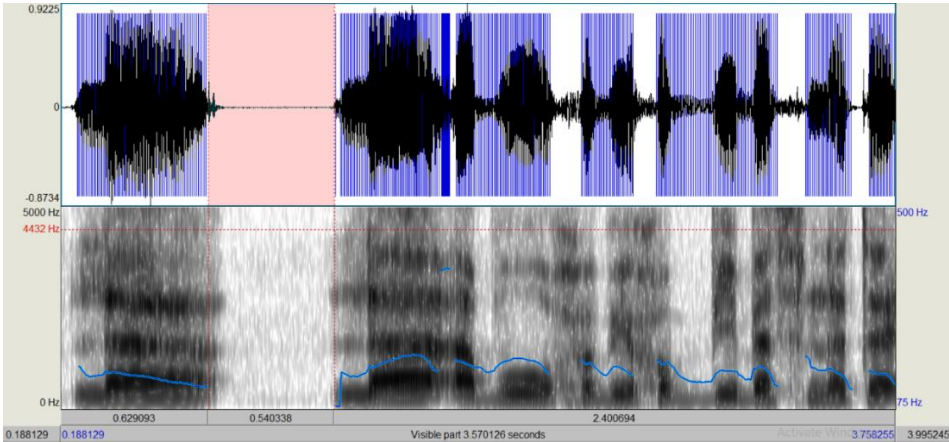 0.9225
0
-0.8734
5000 Hz 500 Hz
4432 Hz
0 Hz 75 Hz
0.629093 0.540338 2.400694
0.188129 0.188129 Visible part 3.570126 seconds 3.758255 3.995245